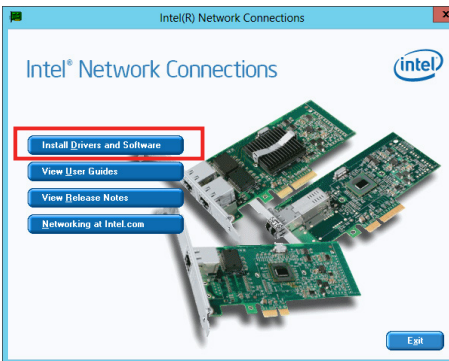 Intel(R) Network Connections
x
Intel® Network Connections
intel
Install Drivers and Software
View User Guides
View Release Notes
Networking at Intel.com
Exit